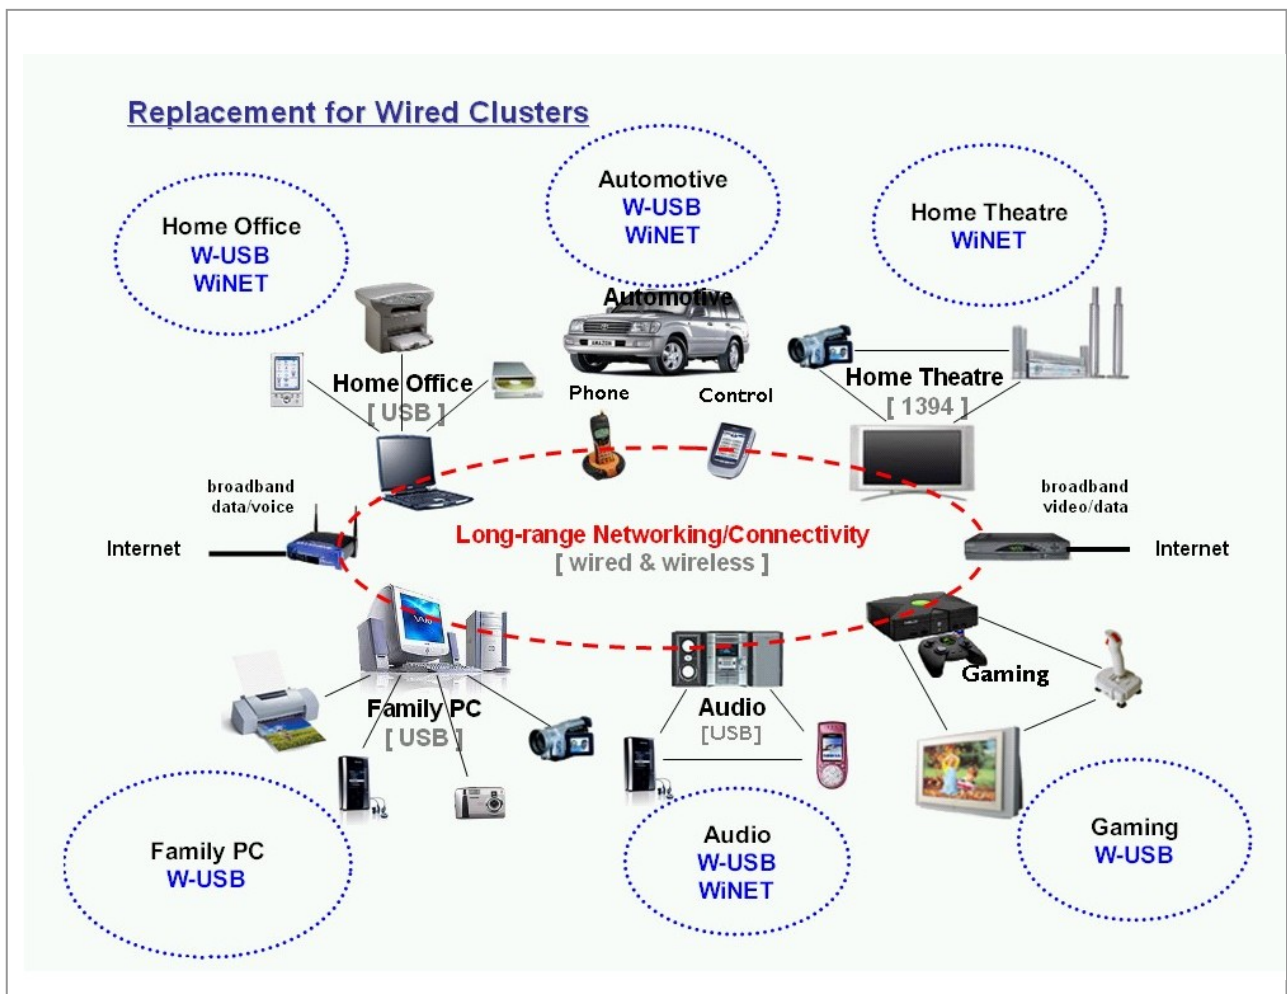 Replacement for Wired Clusters
Home Office
W-USB
WiNET
Automotive
W-USB
WiNET
Home Theatre
WiNET
Automotive
AMAZON
Home Office
[ USB ]
Phone
Control
Home Theatre
[ 1394 ]
broadband
data/voice
Internet
Long-range Networking/Connectivity
[ wired & wireless ]
broadband
video/data
Internet
VAIO
Family PC
[ USB ]
Audio
[USB]
Gaming
Family PC
W-USB
Audio
W-USB
WiNET
Gaming
W-USB